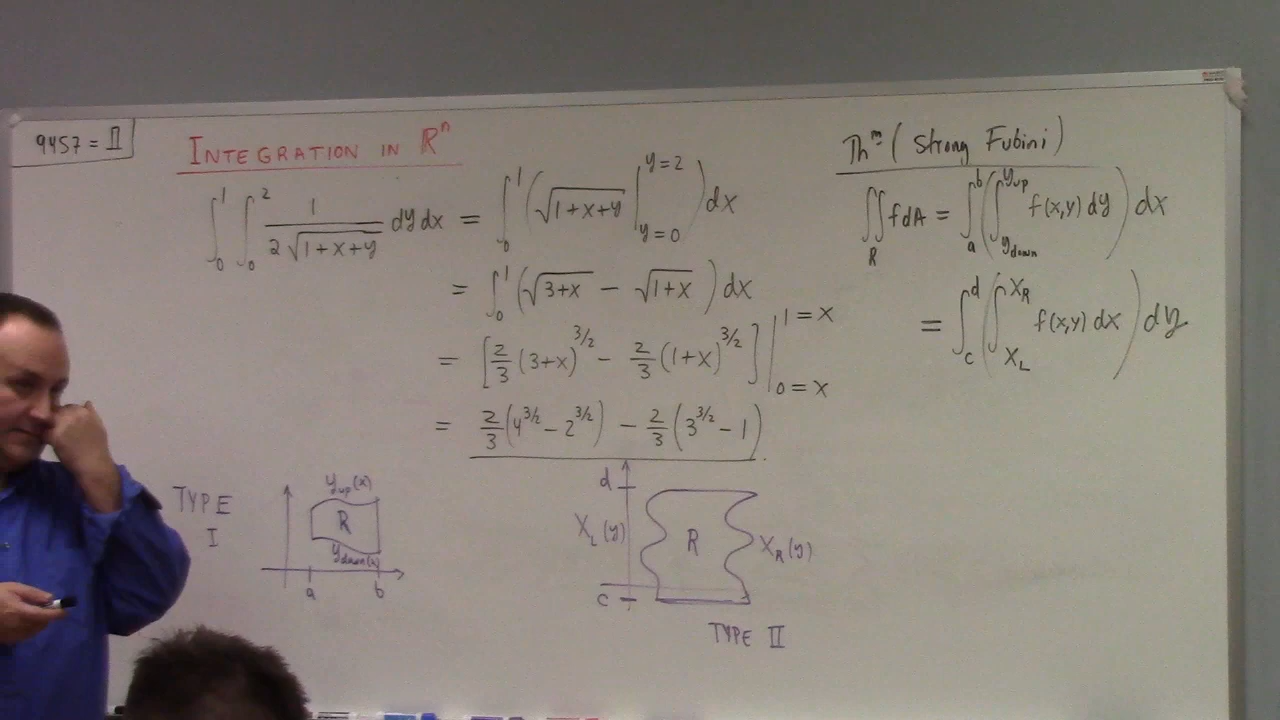 9457 = II
INTEGRATION IN ℝⁿ
∫₀¹ ∫₀² 1/(2√(1+x+y)) dy dx = ∫₀¹ (√(1+x+y) |_{y=0}^{y=2}) dx
= ∫₀¹ (√(3+x) − √(1+x)) dx
= [2/3 (3+x)^{3/2} − 2/3 (1+x)^{3/2}] |_{0=x}^{1=x}
= 2/3 (4^{3/2} − 2^{3/2}) − 2/3 (3^{3/2} − 1)
Thᵐ (Strong Fubini)
∬_R f dA = ∫_a^b (∫_{y_down}^{y_up} f(x,y) dy) dx
= ∫_c^d (∫_{X_L}^{X_R} f(x,y) dx) dy
TYPE
I
y_up(x)
R
y_down(x)
a b
d
X_L(y) R X_R(y)
c
TYPE II